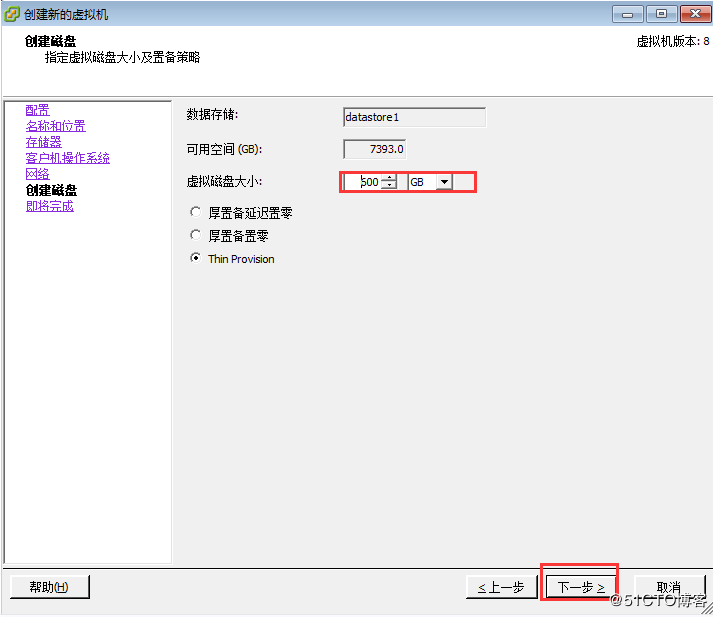 创建新的虚拟机
创建磁盘
指定虚拟磁盘大小及置备策略
虚拟机版本: 8
配置
名称和位置
存储器
客户机操作系统
网络
创建磁盘
即将完成
数据存储:
datastore1
可用空间 (GB):
7393.0
虚拟磁盘大小:
500
GB
厚置备延迟置零
厚置备置零
Thin Provision
帮助(H)
< 上一步
下一步 >
取消
@51CTO博客